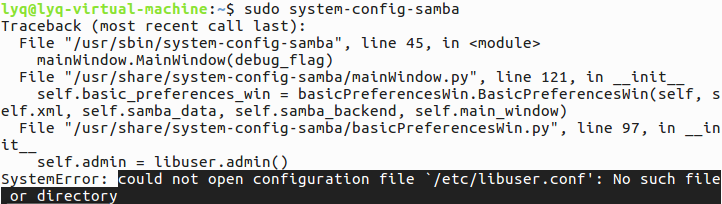 lyq@lyq-virtual-machine:~$ sudo system-config-samba
Traceback (most recent call last):
  File "/usr/sbin/system-config-samba", line 45, in <module>
    mainWindow.MainWindow(debug_flag)
  File "/usr/share/system-config-samba/mainWindow.py", line 121, in __init__
    self.basic_preferences_win = basicPreferencesWin.BasicPreferencesWin(self, s
elf.xml, self.samba_data, self.samba_backend, self.main_window)
  File "/usr/share/system-config-samba/basicPreferencesWin.py", line 97, in __in
it__
    self.admin = libuser.admin()
SystemError: could not open configuration file `/etc/libuser.conf': No such file
 or directory